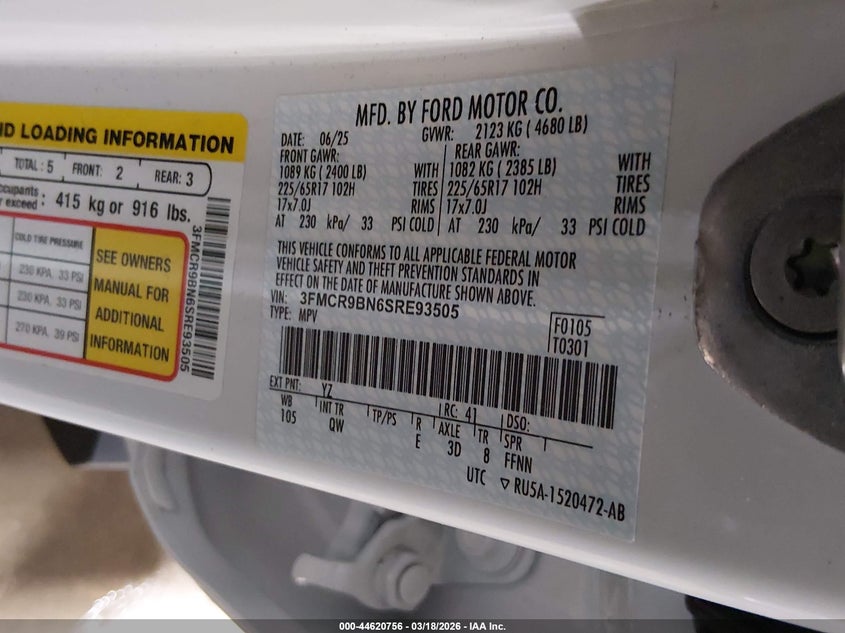 ND LOADING INFORMATION
TOTAL: 5 FRONT: 2 REAR: 3
occupants
exceed: 415 kg or 916 lbs.
COLD TIRE PRESSURE
230 KPA, 33 PSI
230 KPA, 33 PSI
270 KPA, 39 PSI
SEE OWNERS
MANUAL FOR
ADDITIONAL
INFORMATION
3FMCR9BN6SRE93505
MFD. BY FORD MOTOR CO.
DATE: 06/25 GVWR: 2123 KG ( 4680 LB)
FRONT GAWR: REAR GAWR:
1089 KG ( 2400 LB) WITH 1082 KG ( 2385 LB) WITH
225/65R17 102H TIRES 225/65R17 102H TIRES
17x7.0J RIMS 17x7.0J RIMS
AT 230 kPa/ 33 PSI COLD AT 230 kPa/ 33 PSI COLD
THIS VEHICLE CONFORMS TO ALL APPLICABLE FEDERAL MOTOR
VEHICLE SAFETY AND THEFT PREVENTION STANDARDS IN
EFFECT ON THE DATE OF MANUFACTURE SHOWN ABOVE.
VIN: 3FMCR9BN6SRE93505
TYPE: MPV
F0105
T0301
EXT PNT: YZ RC: 41 DSO:
WB INT TR TP/PS R AXLE TR SPR
105 QW E 3D 8 FFNN
UTC ▽ RU5A-1520472-AB
000-44620756 — 03/18/2026 — IAA Inc.